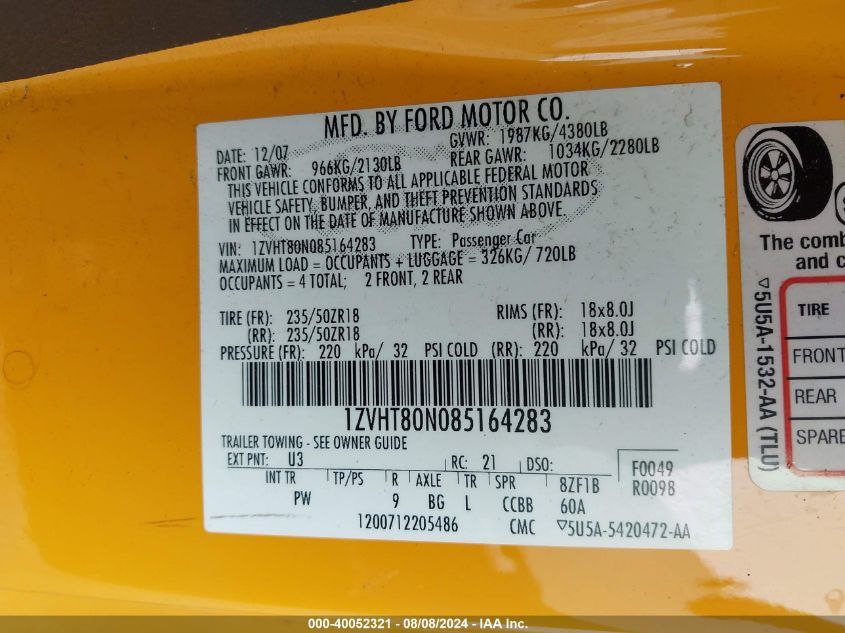 MFD. BY FORD MOTOR CO.
DATE: 12/07 GVWR: 1987KG/4380LB
FRONT GAWR: 966KG/2130LB REAR GAWR: 1034KG/2280LB
THIS VEHICLE CONFORMS TO ALL APPLICABLE FEDERAL MOTOR
VEHICLE SAFETY, BUMPER, AND THEFT PREVENTION STANDARDS
IN EFFECT ON THE DATE OF MANUFACTURE SHOWN ABOVE.
VIN: 1ZVHT80N085164283 TYPE: Passenger Car
MAXIMUM LOAD = OCCUPANTS + LUGGAGE = 326KG/ 720LB
OCCUPANTS = 4 TOTAL; 2 FRONT, 2 REAR
TIRE (FR): 235/50ZR18 RIMS (FR): 18x8.0J
(RR): 235/50ZR18 (RR): 18x8.0J
PRESSURE (FR): 220 kPa/ 32 PSI COLD (RR): 220 kPa/ 32 PSI COLD
1ZVHT80N085164283
TRAILER TOWING - SEE OWNER GUIDE
EXT PNT: U3 RC: 21 DSO: F0049
INT TR TP/PS R AXLE TR SPR 8ZF1B R0098
PW 9 BG L CCBB 60A
1200712205486 CMC ▽5U5A-5420472-AA
The comb
and c
▽5U5A-1532-AA (TLU)
TIRE
FRONT
REAR
SPARE
000-40052321 - 08/08/2024 - IAA Inc.